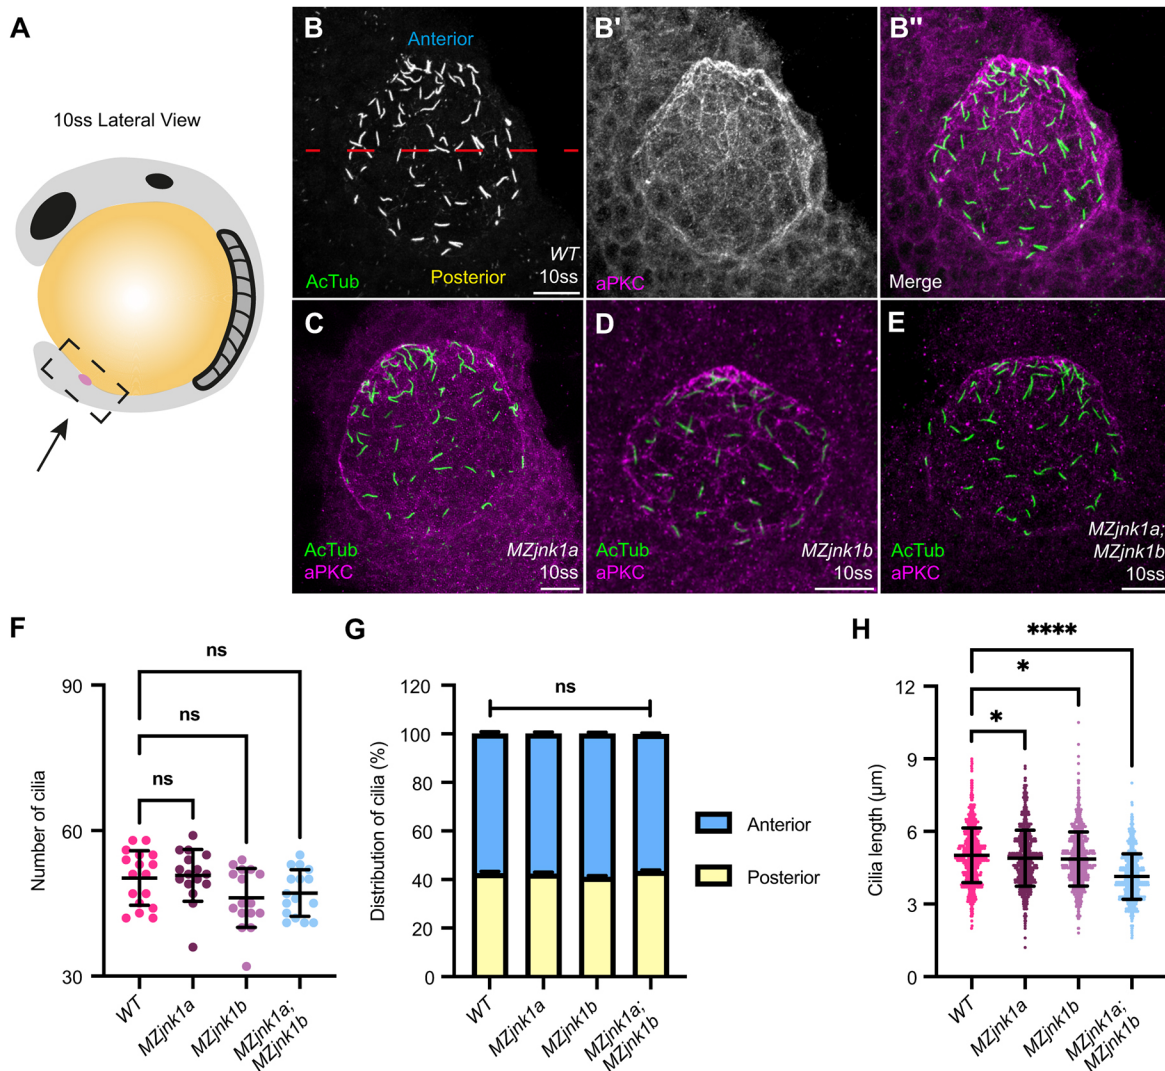 A
10ss Lateral View
B
Anterior
AcTub
Posterior
WT
10ss
B'
aPKC
B"
Merge
C
AcTub
aPKC
MZjnk1a
10ss
D
AcTub
aPKC
MZjnk1b
10ss
E
AcTub
aPKC
MZjnk1a;
MZjnk1b
10ss
F
Number of cilia
90
60
30
ns
ns
ns
WT
MZjnk1a
MZjnk1b
MZjnk1a;
MZjnk1b
G
Distribution of cilia (%)
120
100
80
60
40
20
0
ns
WT
MZjnk1a
MZjnk1b
MZjnk1a;
MZjnk1b
Anterior
Posterior
H
Cilia length (µm)
12
9
6
3
0
****
*
*
WT
MZjnk1a
MZjnk1b
MZjnk1a;
MZjnk1b